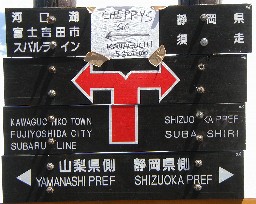 河口湖
富士吉田市
スバルライン
静岡県
須走
KAWAGUCHI
KAWAGUCHIKO TOWN
FUJIYOSHIDA CITY
SUBARU LINE
SHIZUOKA PREF
SUBASHIRI
山梨県側 静岡県側
YAMANASHI PREF SHIZUOKA PREF